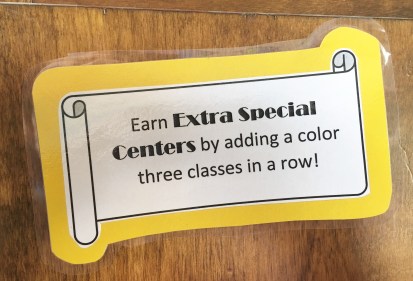 Earn Extra Special
Centers by adding a color
three classes in a row!